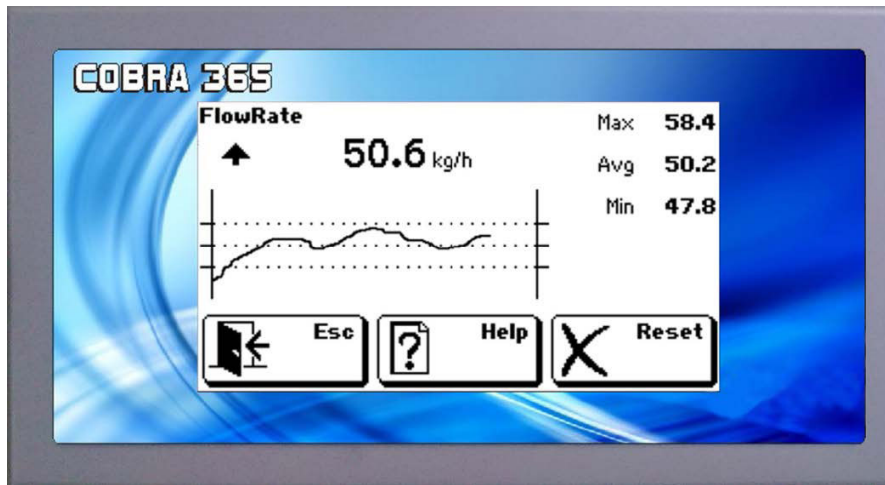 COBRA 365
FlowRate
50.6 kg/h
Max 58.4
Avg 50.2
Min 47.8
Esc
Help
Reset